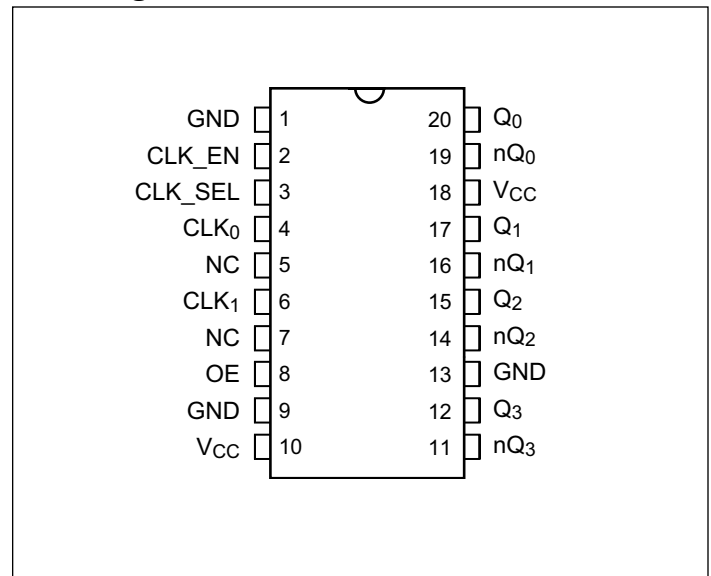 GND 1 20 Q0
CLK_EN 2 19 nQ0
CLK_SEL 3 18 VCC
CLK0 4 17 Q1
NC 5 16 nQ1
CLK1 6 15 Q2
NC 7 14 nQ2
OE 8 13 GND
GND 9 12 Q3
VCC 10 11 nQ3